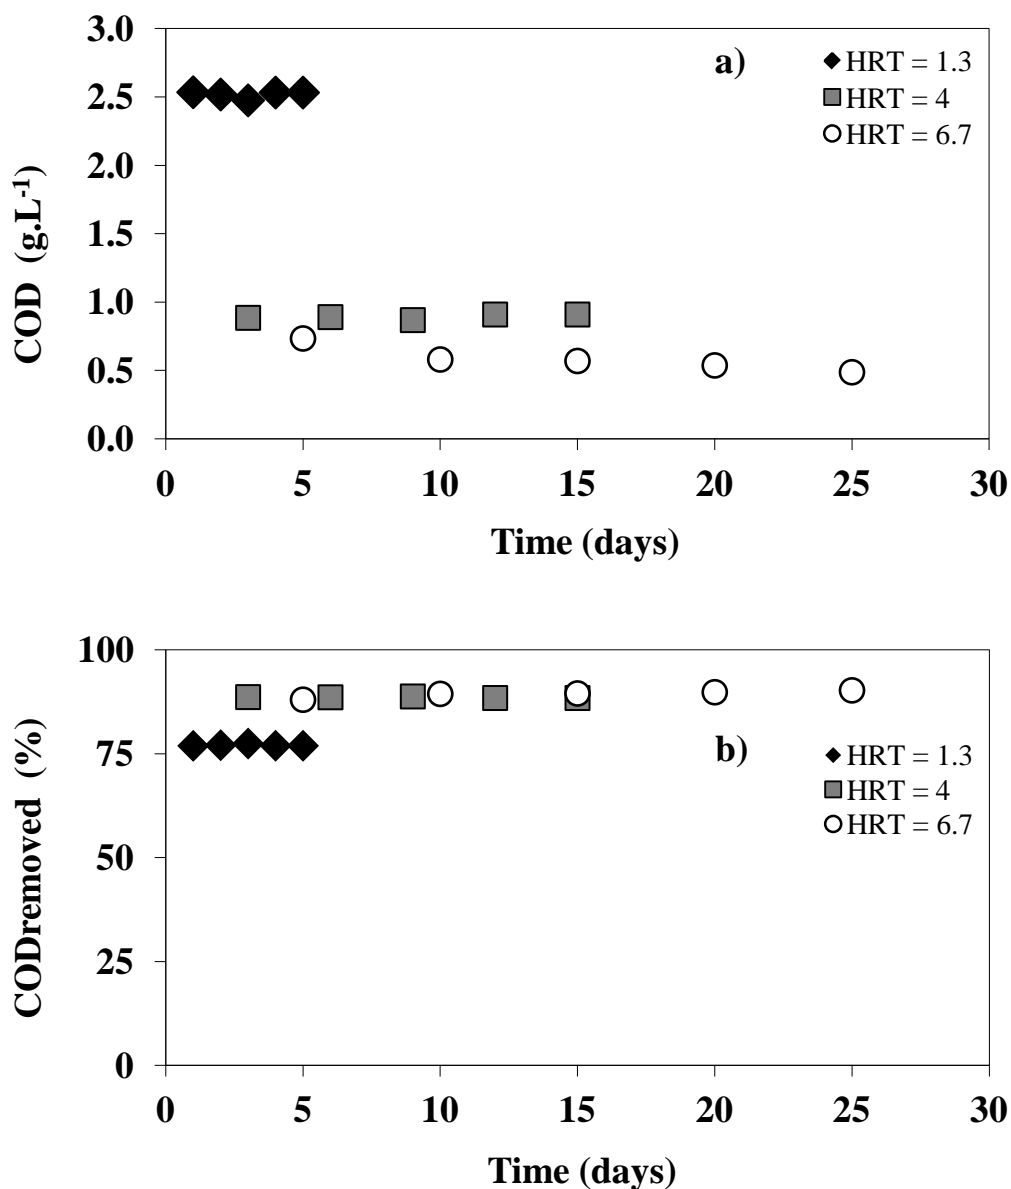 3.0
a)
HRT = 1.3
2.5
HRT = 4
HRT = 6.7
2.0
COD (g.L-1)
1.5
1.0
0.5
0.0
0 5 10 15 20 25 30
Time (days)
100
75
b)
HRT = 1.3
HRT = 4
HRT = 6.7
CODremoved (%)
50
25
0
0 5 10 15 20 25 30
Time (days)